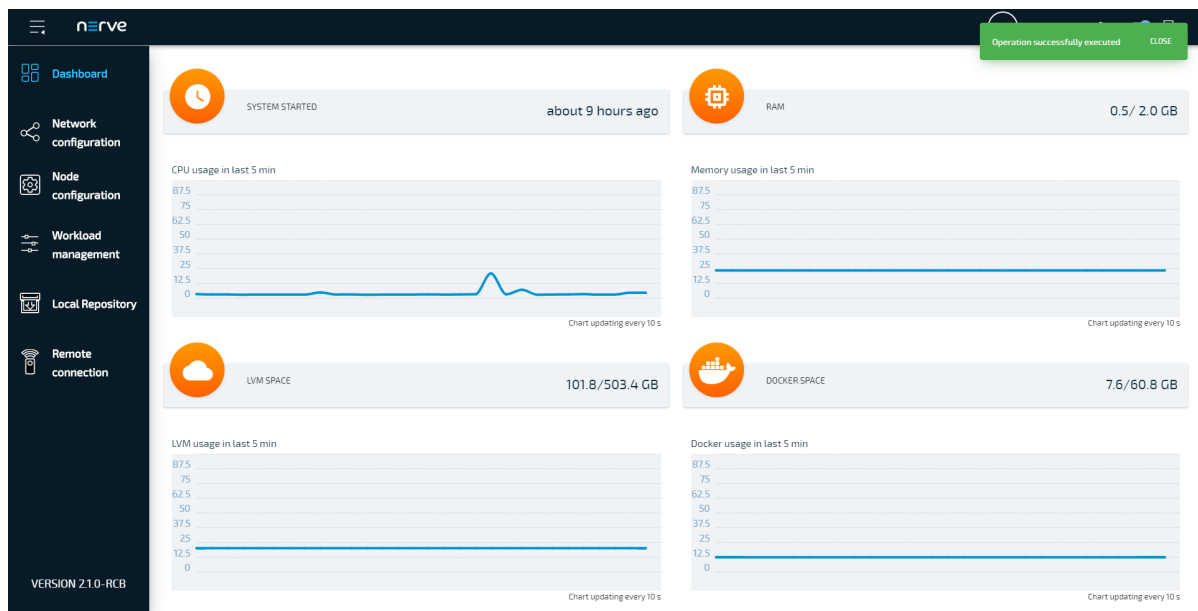 nerve
Operation successfully executed CLOSE
Dashboard
Network
configuration
Node
configuration
Workload
management
Local Repository
Remote
connection
VERSION 2.1.0-RCB
SYSTEM STARTED about 9 hours ago
RAM 0.5/ 2.0 GB
CPU usage in last 5 min
87.5
75
62.5
50
37.5
25
12.5
0
Chart updating every 10 s
Memory usage in last 5 min
87.5
75
62.5
50
37.5
25
12.5
0
Chart updating every 10 s
LVM SPACE 101.8/503.4 GB
DOCKER SPACE 7.6/60.8 GB
LVM usage in last 5 min
87.5
75
62.5
50
37.5
25
12.5
0
Chart updating every 10 s
Docker usage in last 5 min
87.5
75
62.5
50
37.5
25
12.5
0
Chart updating every 10 s